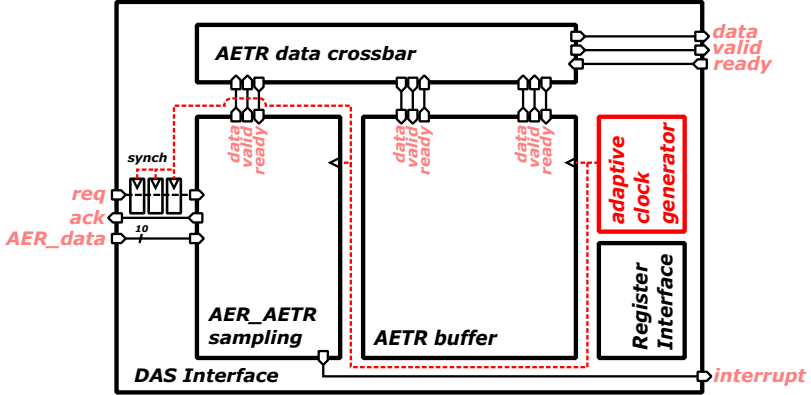 data
valid
ready
AETR data crossbar
data
valid
ready
data
valid
ready
data
valid
ready
synch
req
ack
AER_data
10
adaptive
clock
generator
Register
Interface
AER_AETR
sampling
AETR buffer
DAS Interface
interrupt